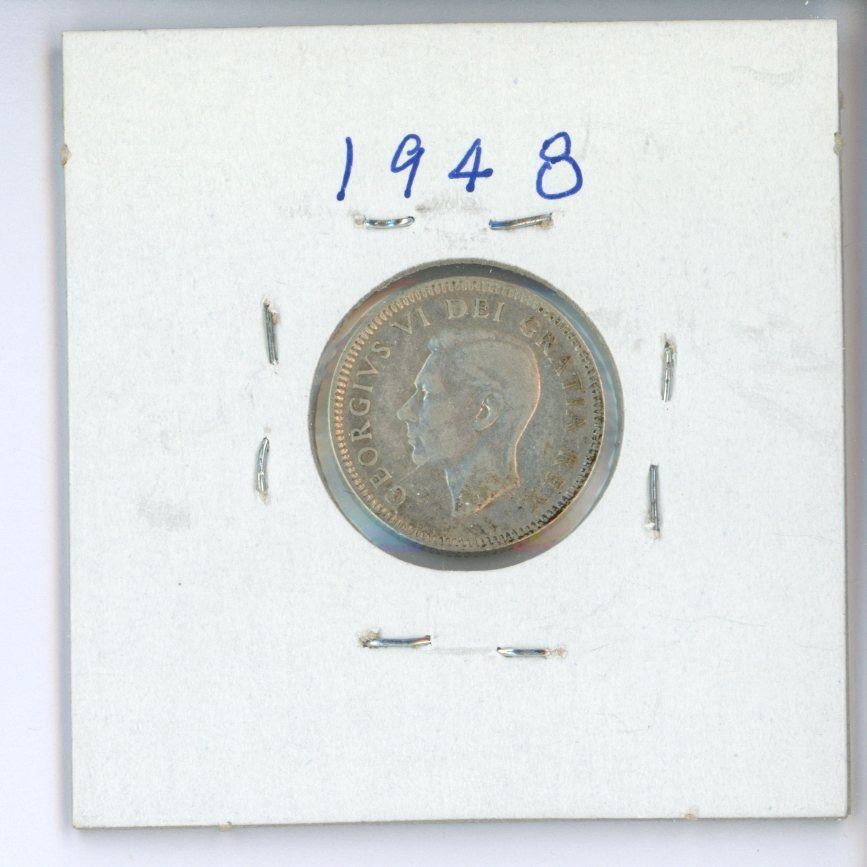 1948
GEORGIVS VI DEI GRATIA REX